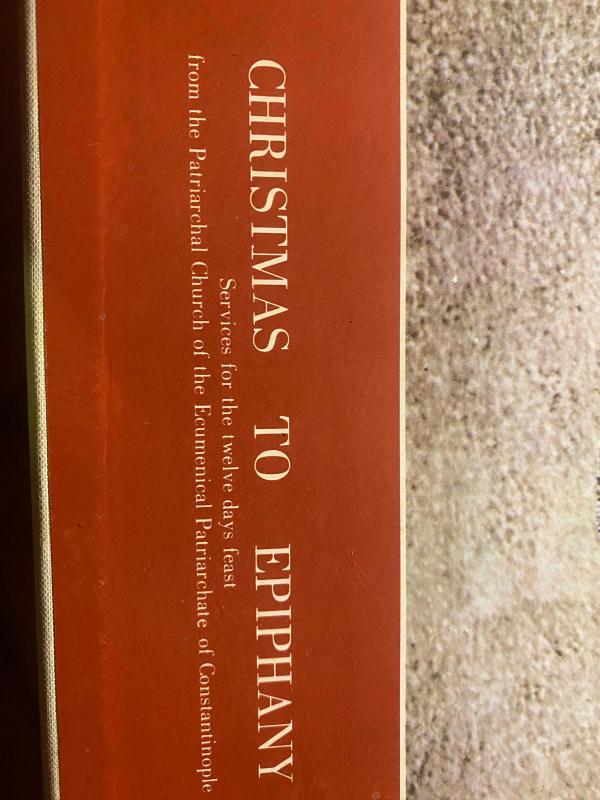 CHRISTMAS TO EPIPHANY
Services for the twelve days feast
from the Patriarchal Church of the Ecumenical Patriarchate of Constantinople